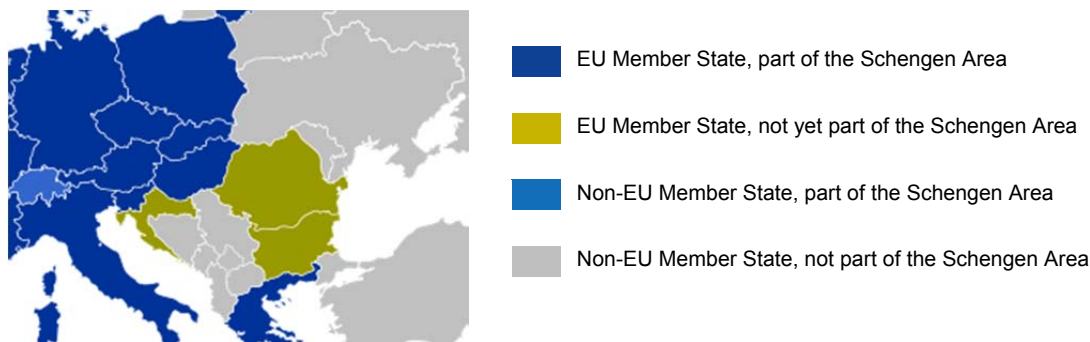 EU Member State, part of the Schengen Area
EU Member State, not yet part of the Schengen Area
Non-EU Member State, part of the Schengen Area
Non-EU Member State, not part of the Schengen Area